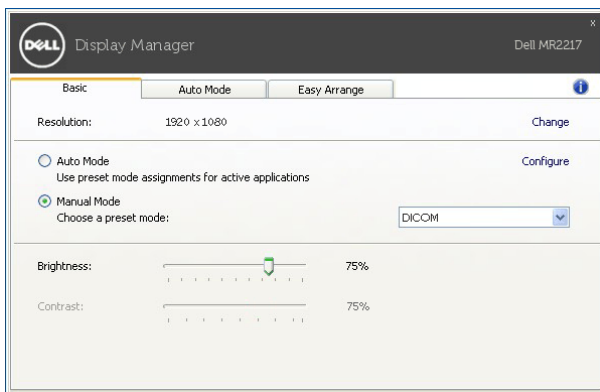 x
DELL Display Manager Dell MR2217
Basic Auto Mode Easy Arrange i
Resolution: 1920 x 1080 Change
Auto Mode Configure
Use preset mode assignments for active applications
Manual Mode
Choose a preset mode: DICOM
Brightness: 75%
Contrast: 75%